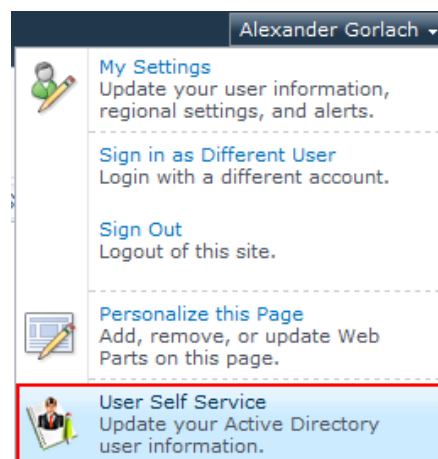 Alexander Gorlach
My Settings
Update your user information,
regional settings, and alerts.
Sign in as Different User
Login with a different account.
Sign Out
Logout of this site.
Personalize this Page
Add, remove, or update Web
Parts on this page.
User Self Service
Update your Active Directory
user information.